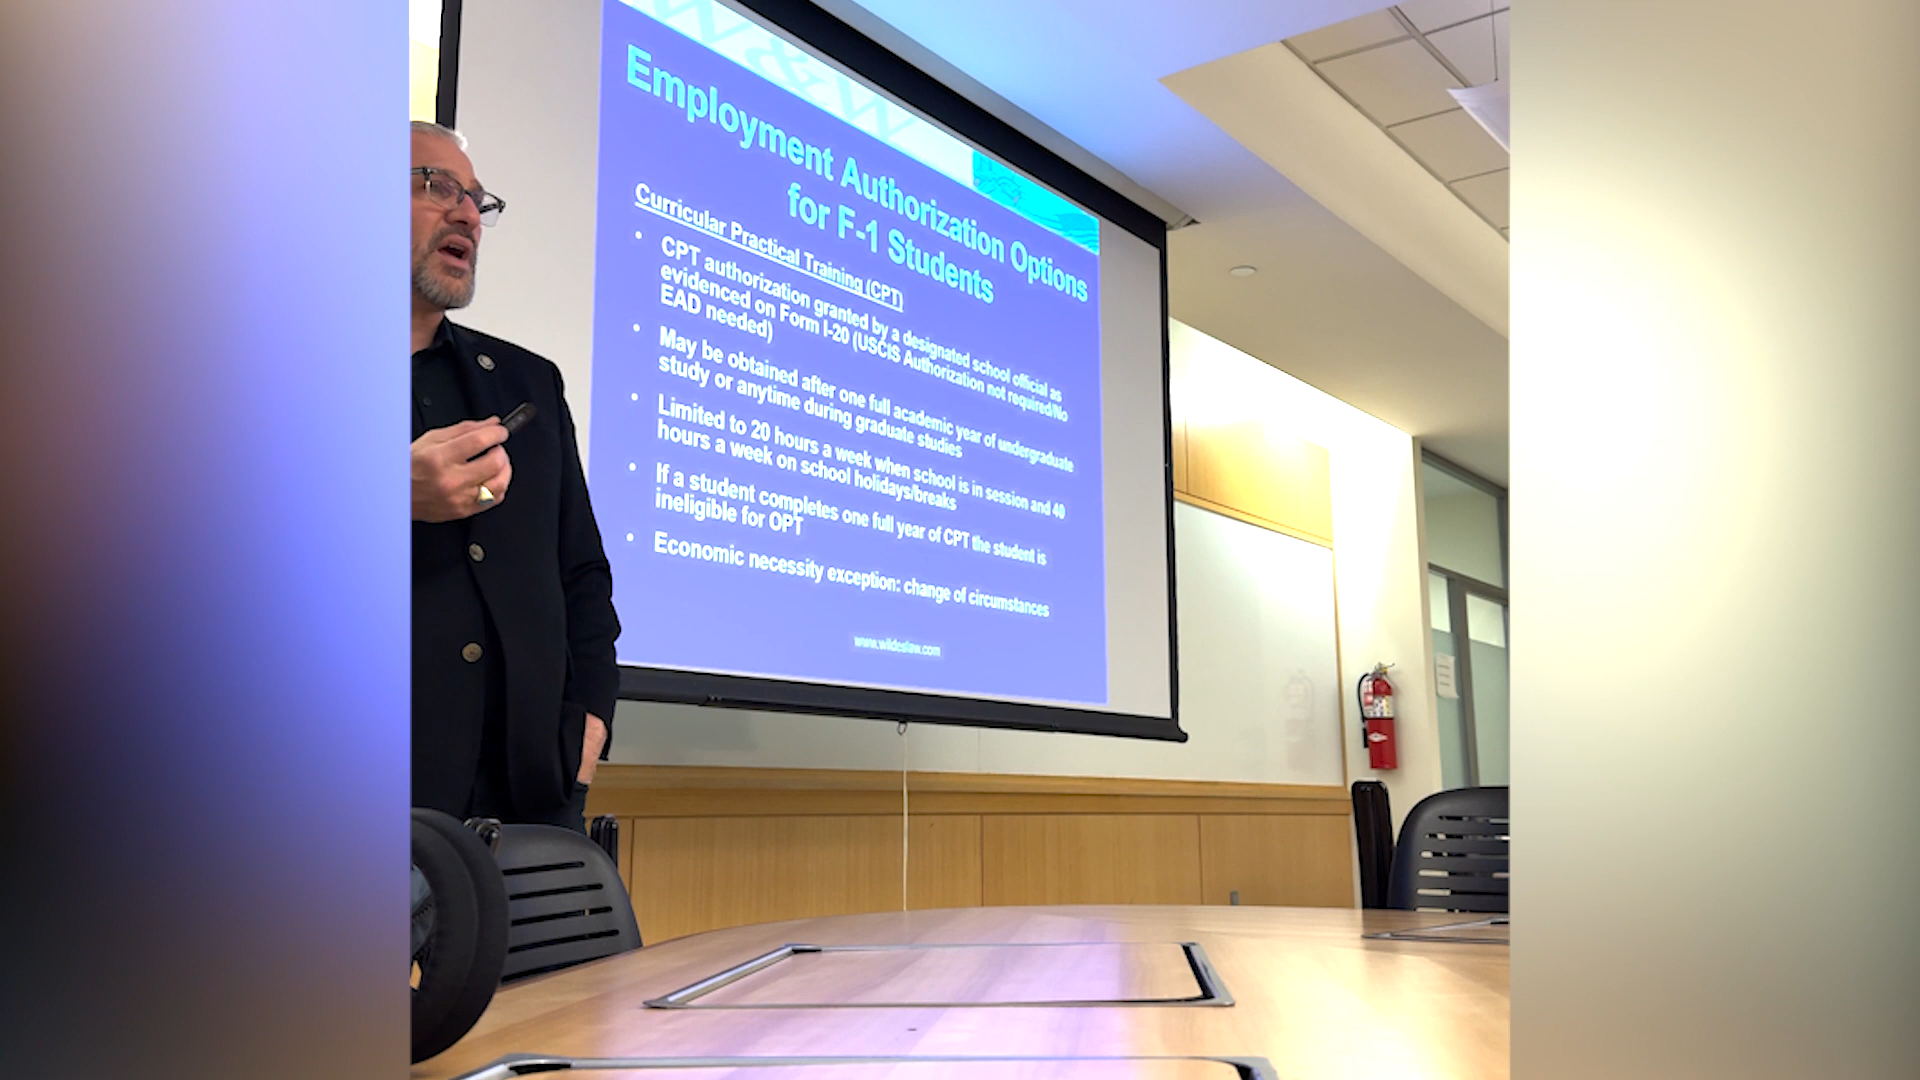 W&W
Employment Authorization Options
for F-1 Students
Curricular Practical Training (CPT)
• CPT authorization granted by a designated school official as
evidenced on Form I-20 (USCIS Authorization not required/No
EAD needed)
• May be obtained after one full academic year of undergraduate
study or anytime during graduate studies
• Limited to 20 hours a week when school is in session and 40
hours a week on school holidays/breaks
• If a student completes one full year of CPT the student is
ineligible for OPT
• Economic necessity exception: change of circumstances
www.wildeslaw.com